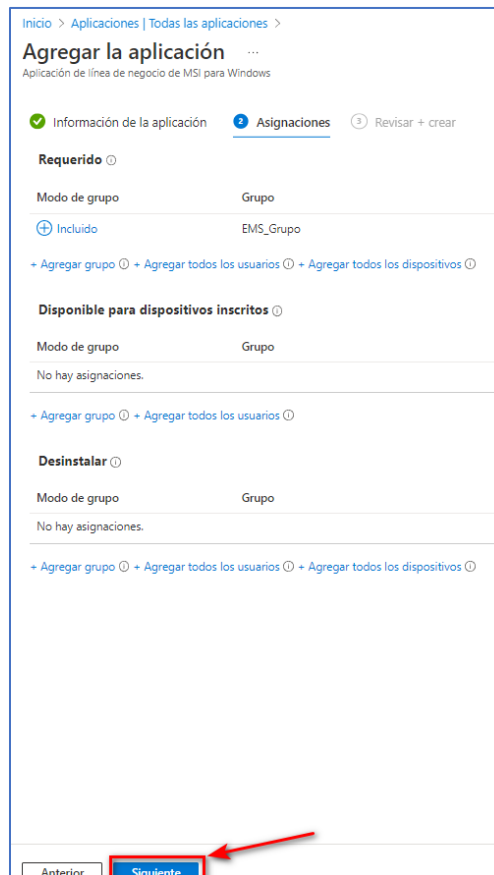 Inicio > Aplicaciones | Todas las aplicaciones >
Agregar la aplicación ...
Aplicación de línea de negocio de MSI para Windows
Información de la aplicación 2 Asignaciones 3 Revisar + crear
Requerido
Modo de grupo Grupo
Incluido EMS_Grupo
+ Agregar grupo + Agregar todos los usuarios + Agregar todos los dispositivos
Disponible para dispositivos inscritos
Modo de grupo Grupo
No hay asignaciones.
+ Agregar grupo + Agregar todos los usuarios
Desinstalar
Modo de grupo Grupo
No hay asignaciones.
+ Agregar grupo + Agregar todos los usuarios + Agregar todos los dispositivos
Anterior Siguiente